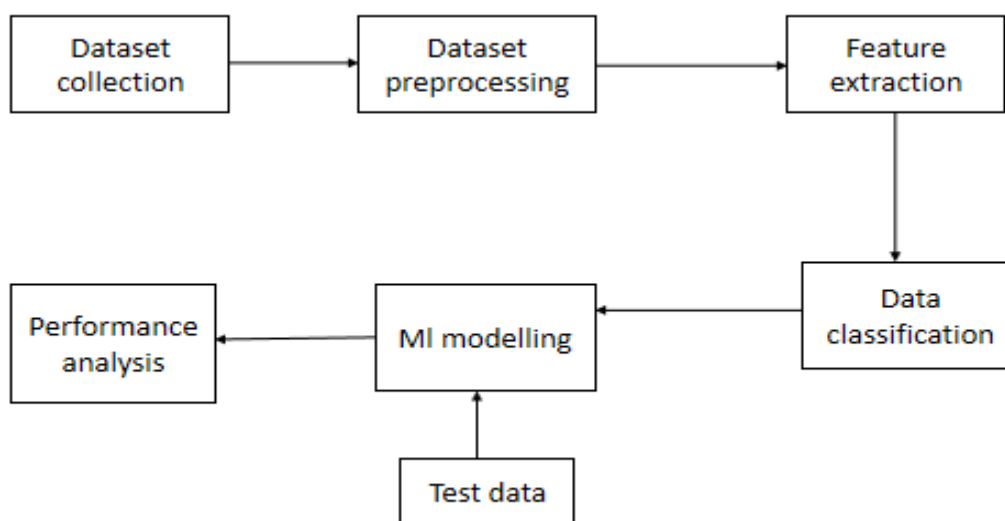 Dataset
collection
Dataset
preprocessing
Feature
extraction
Data
classification
Ml modelling
Performance
analysis
Test data